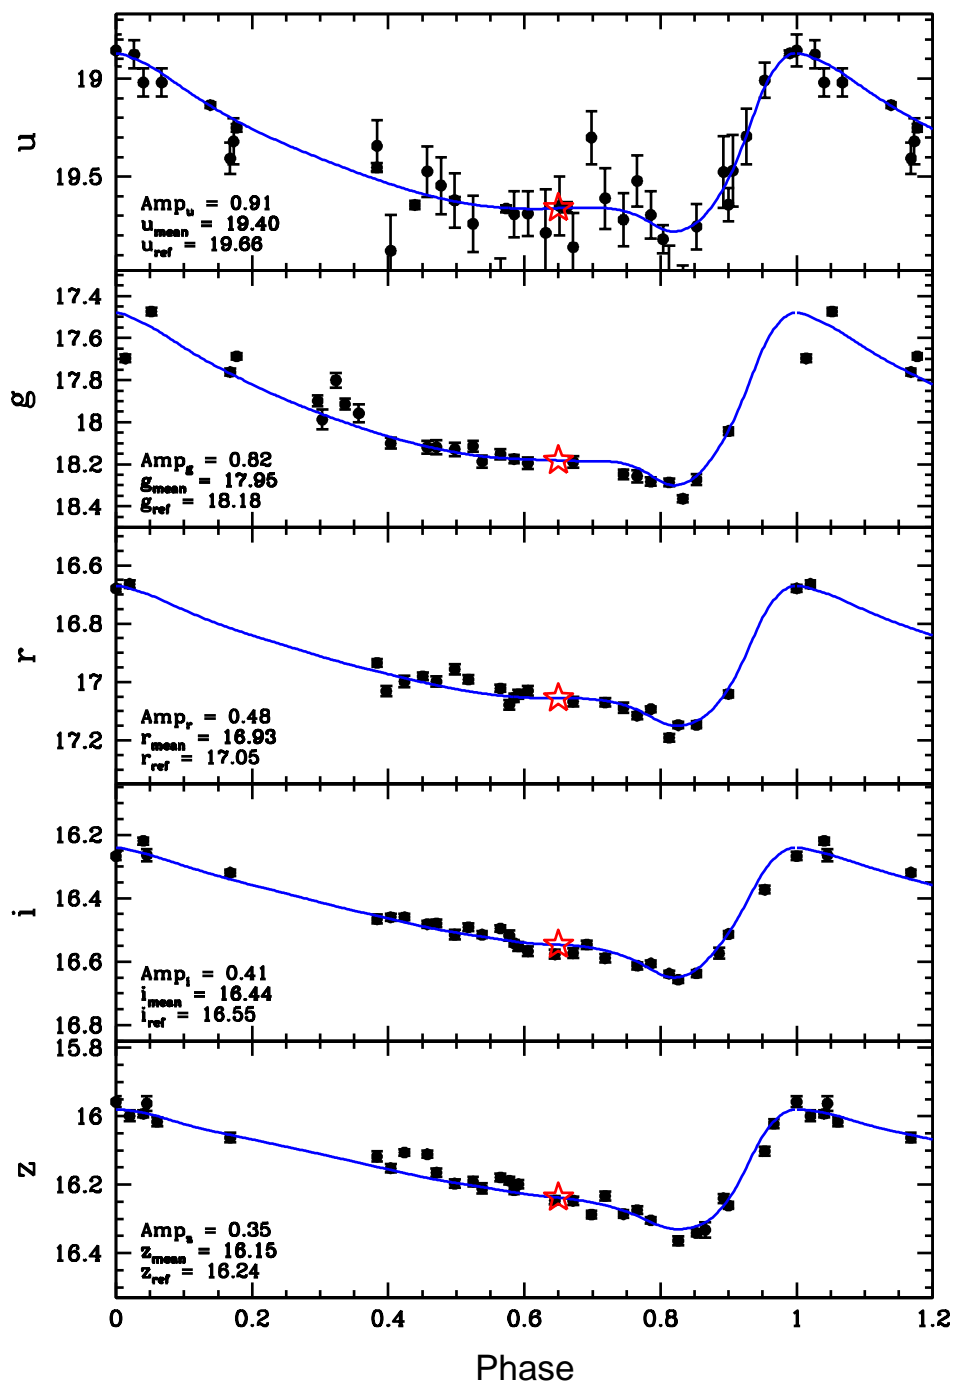 u
19
19.5
Amp_u = 0.91
u_mean = 19.40
u_ref = 19.66
g
17.4
17.6
17.8
18
18.2
18.4
Amp_g = 0.82
g_mean = 17.95
g_ref = 18.18
r
16.6
16.8
17
17.2
Amp_r = 0.48
r_mean = 16.93
r_ref = 17.05
i
16.2
16.4
16.6
16.8
Amp_i = 0.41
i_mean = 16.44
i_ref = 16.55
z
15.8
16
16.2
16.4
Amp_z = 0.35
z_mean = 16.15
z_ref = 16.24
0 0.2 0.4 0.6 0.8 1 1.2
Phase